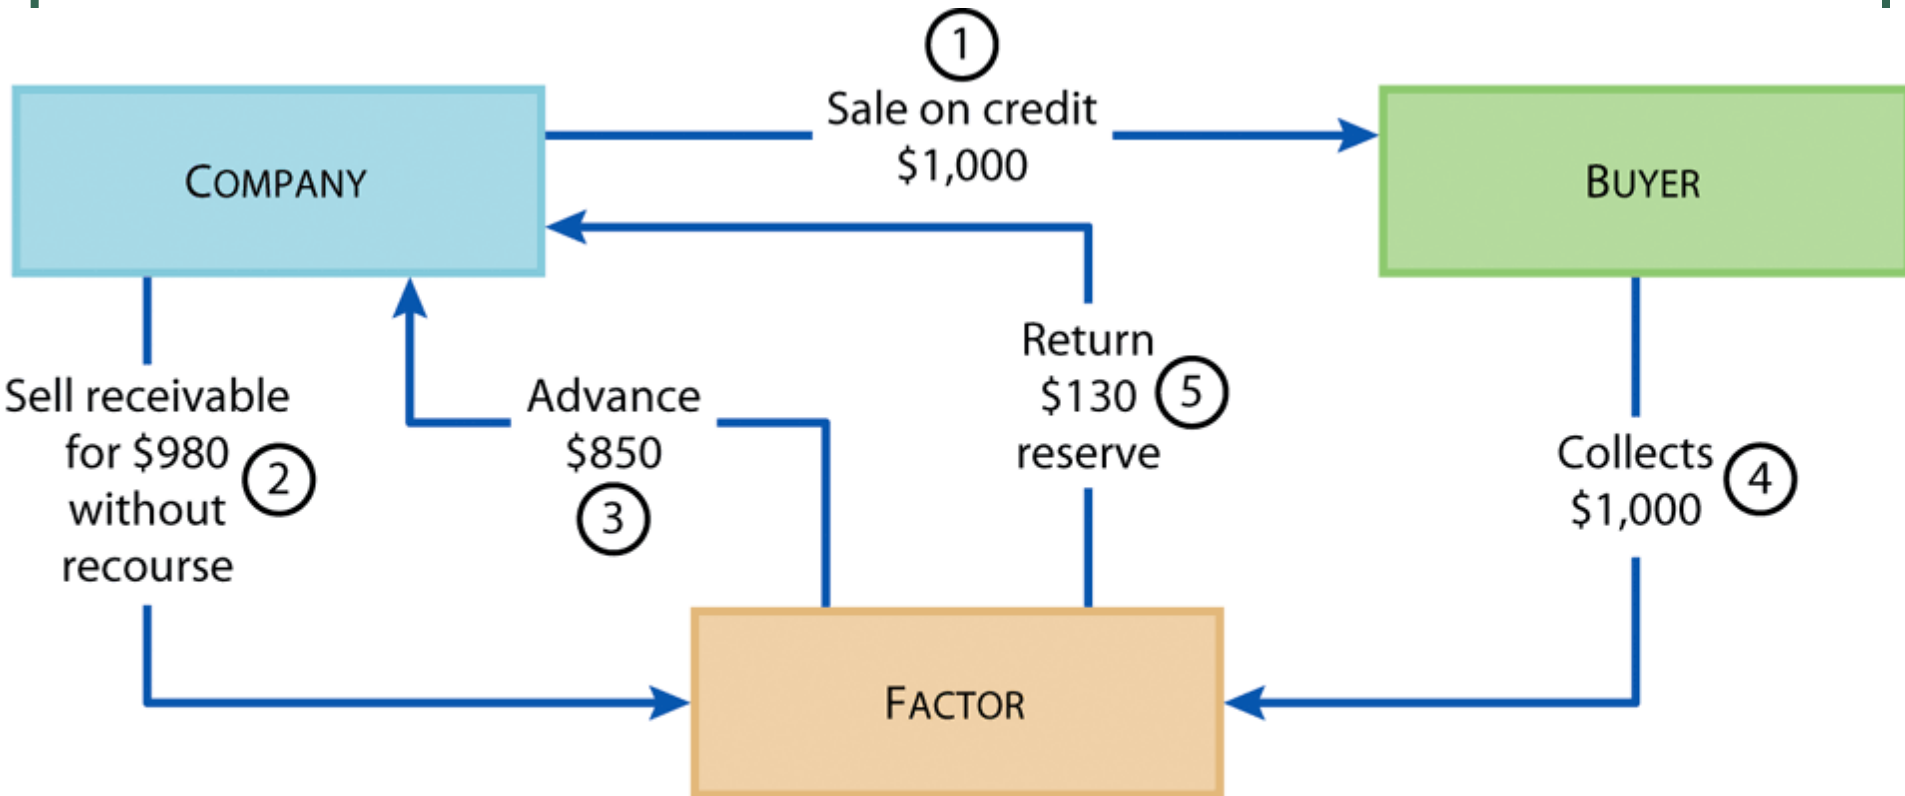 1
Sale on credit
$1,000
COMPANY
BUYER
Sell receivable
for $980
without
recourse
2
Advance
$850
3
Return
$130
reserve
5
Collects
$1,000
4
FACTOR